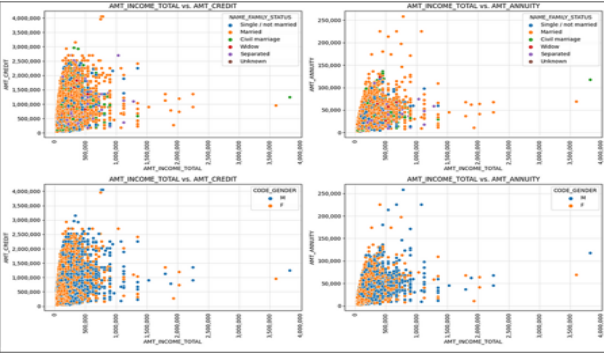 AMT_INCOME_TOTAL vs. AMT_CREDIT
4,000,000
3,500,000
3,000,000
2,500,000
2,000,000
1,500,000
1,000,000
500,000
0
AMT_CREDIT
NAME_FAMILY_STATUS
Single / not married
Married
Civil marriage
Widow
Separated
Unknown
0
500,000
1,000,000
1,500,000
2,000,000
2,500,000
3,000,000
3,500,000
4,000,000
AMT_INCOME_TOTAL
AMT_INCOME_TOTAL vs. AMT_ANNUITY
250,000
200,000
150,000
100,000
50,000
0
AMT_ANNUITY
NAME_FAMILY_STATUS
Single / not married
Married
Civil marriage
Widow
Separated
Unknown
0
500,000
1,000,000
1,500,000
2,000,000
2,500,000
3,000,000
3,500,000
4,000,000
AMT_INCOME_TOTAL
AMT_INCOME_TOTAL vs. AMT_CREDIT
4,000,000
3,500,000
3,000,000
2,500,000
2,000,000
1,500,000
1,000,000
500,000
0
AMT_CREDIT
CODE_GENDER
M
F
0
500,000
1,000,000
1,500,000
2,000,000
2,500,000
3,000,000
3,500,000
4,000,000
AMT_INCOME_TOTAL
AMT_INCOME_TOTAL vs. AMT_ANNUITY
250,000
200,000
150,000
100,000
50,000
0
AMT_ANNUITY
CODE_GENDER
M
F
0
500,000
1,000,000
1,500,000
2,000,000
2,500,000
3,000,000
3,500,000
4,000,000
AMT_INCOME_TOTAL